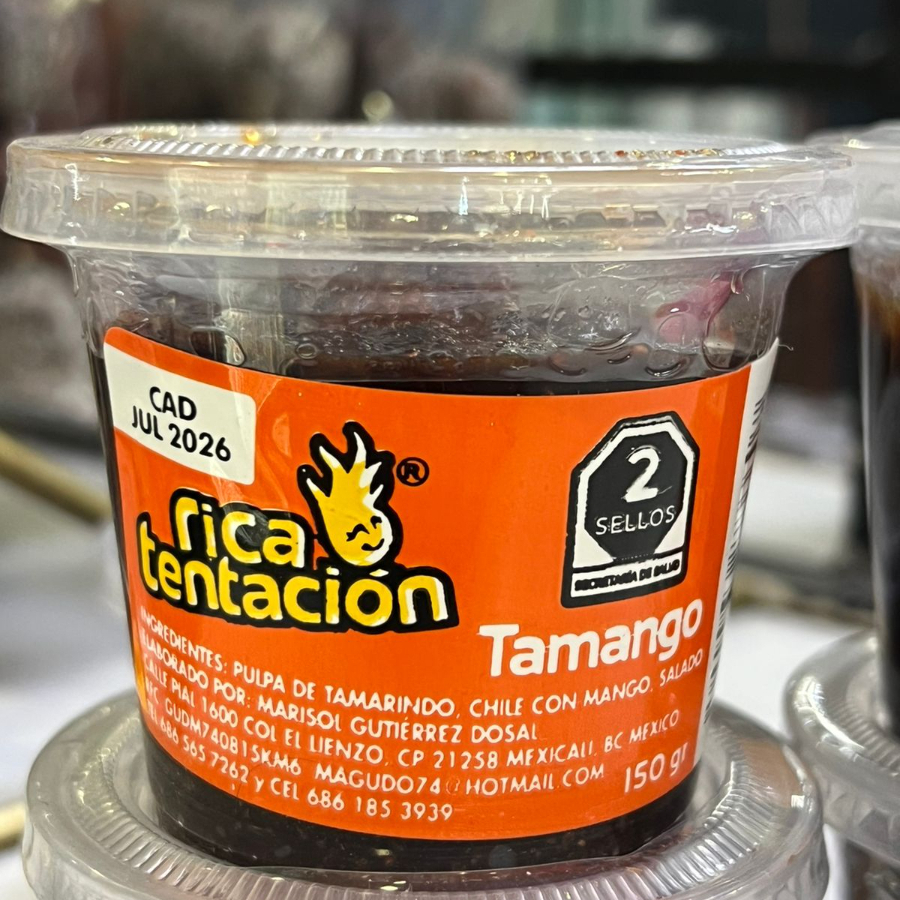 CAD
JUL 2026
rica
tentación
®
2
SELLOS
SECRETARÍA DE SALUD
Tamango
INGREDIENTES: PULPA DE TAMARINDO, CHILE CON MANGO, SALADO
ELABORADO POR: MARISOL GUTIÉRREZ DOSAL
CALLE PIAL 1600 COL EL LIENZO, CP 21258 MEXICALI, BC MEXICO
RFC. GUDM740815KM6 MAGUDO74@HOTMAIL.COM
TEL 686 565 7262 y CEL 686 185 3939
150 gr